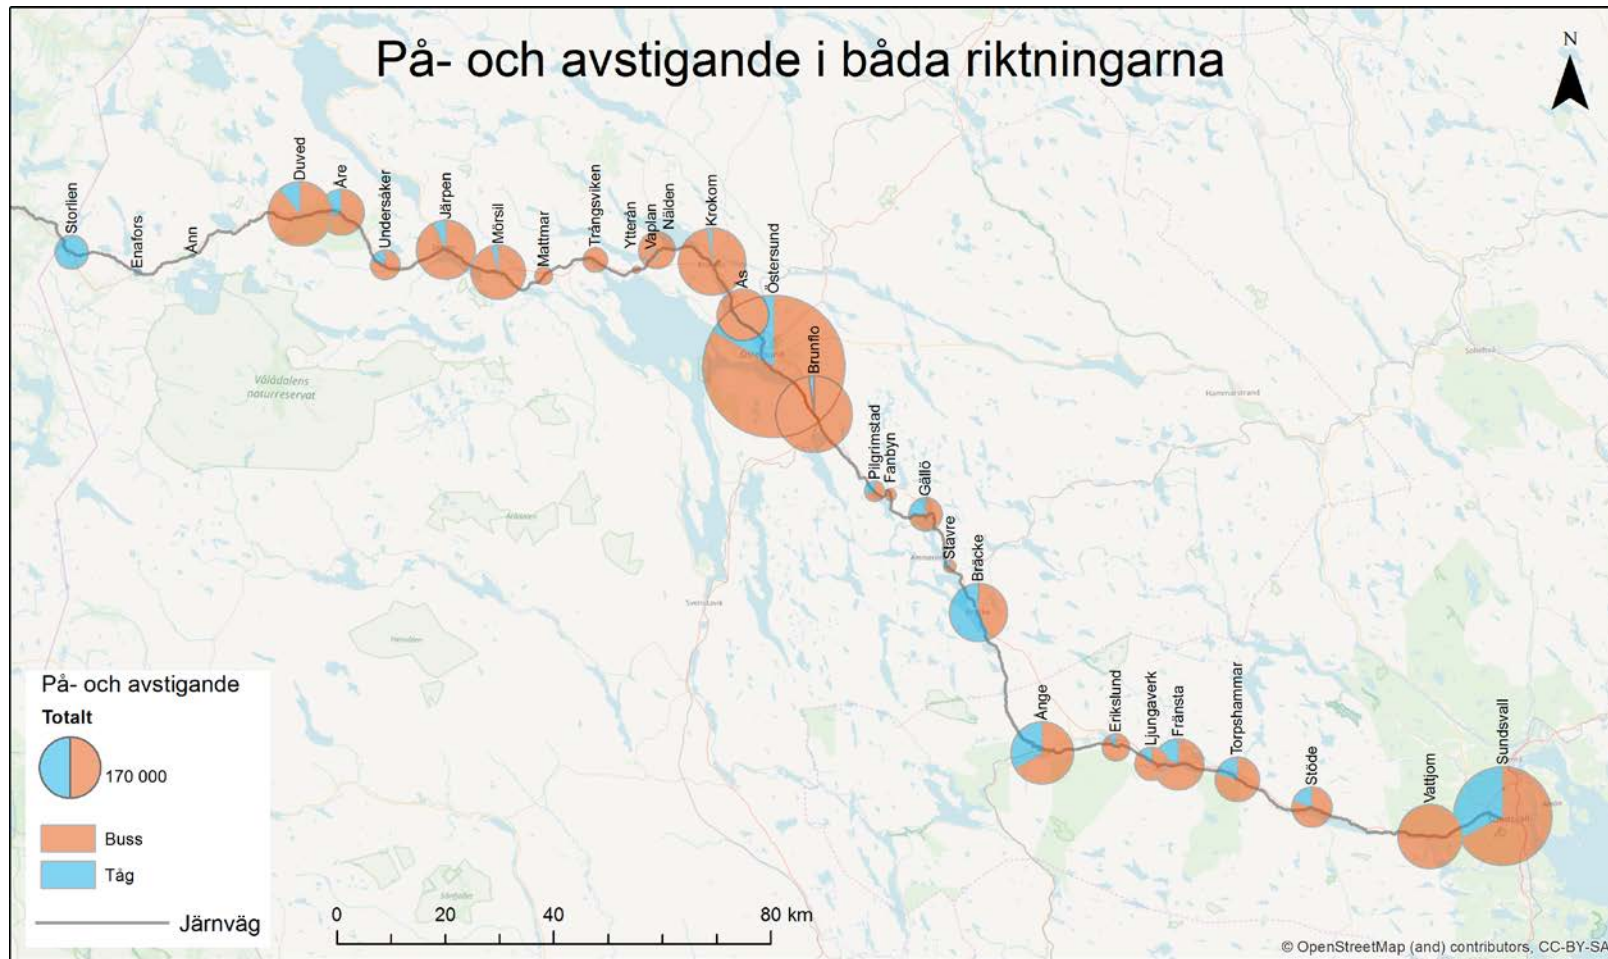 På- och avstigande i båda riktningarna
N
Storlien
Enafors
Ånn
Duved
Åre
Undersåker
Järpen
Mörsil
Mattmar
Trångsviken
Ytterån
Vaplan
Nälden
Krokom
Ås
Östersund
Brunflo
Pilgrimstad
Fanbyn
Gällö
Stavre
Bräcke
Ånge
Erikslund
Ljungaverk
Fränsta
Torpshammar
Stöde
Vattjom
Sundsvall
Vålådalens
naturreservat
Hammarstrand
Svenstavik
På- och avstigande
Totalt
170 000
Buss
Tåg
Järnväg
0 20 40 80 km
© OpenStreetMap (and) contributors, CC-BY-SA